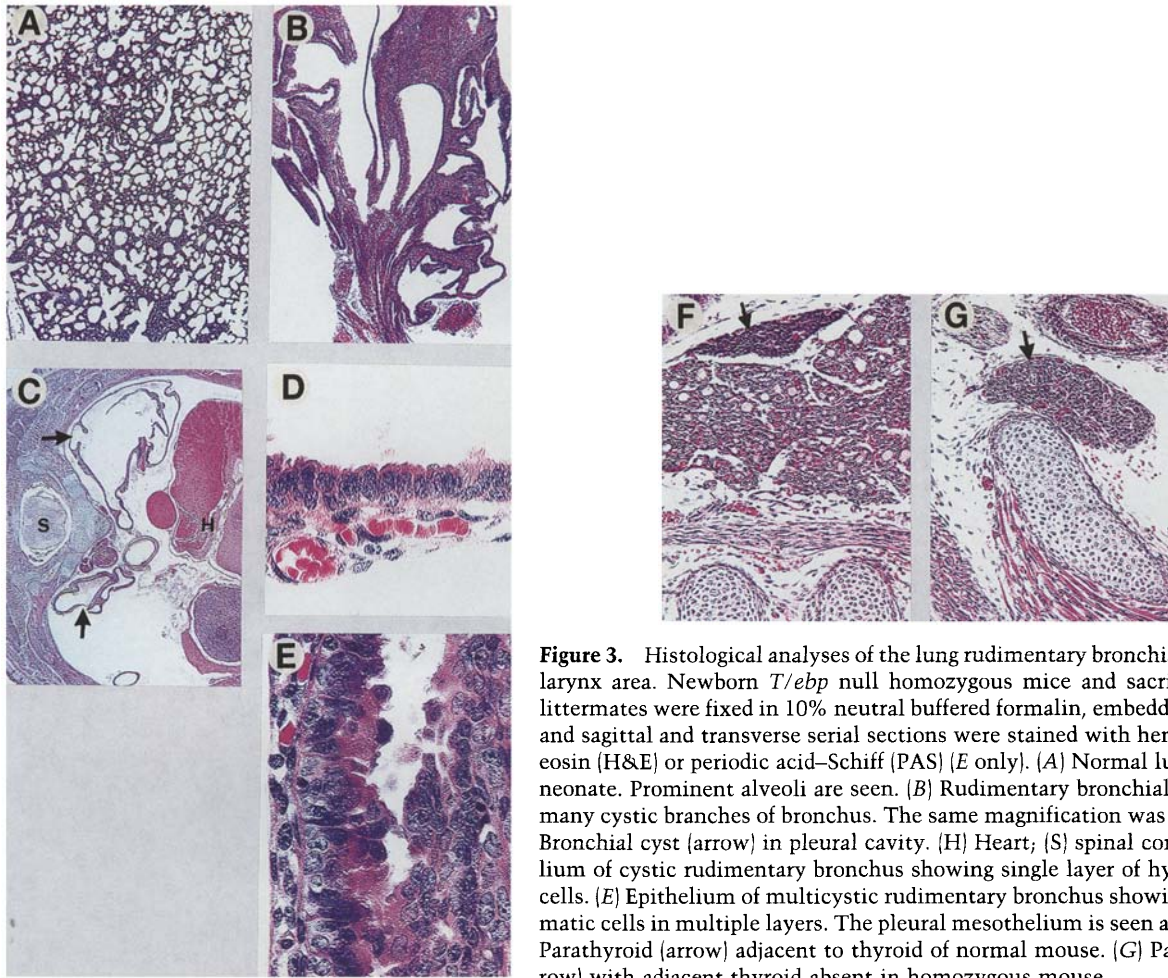 A
B
C
S
H
D
E
F
G
Figure 3. Histological analyses of the lung rudimentary bronchi
larynx area. Newborn T/ebp null homozygous mice and sacri
littermates were fixed in 10% neutral buffered formalin, embedd
and sagittal and transverse serial sections were stained with her
eosin (H&E) or periodic acid–Schiff (PAS) (E only). (A) Normal lu
neonate. Prominent alveoli are seen. (B) Rudimentary bronchial
many cystic branches of bronchus. The same magnification was
Bronchial cyst (arrow) in pleural cavity. (H) Heart; (S) spinal cor
lium of cystic rudimentary bronchus showing single layer of hy
cells. (E) Epithelium of multicystic rudimentary bronchus showi
matic cells in multiple layers. The pleural mesothelium is seen a
Parathyroid (arrow) adjacent to thyroid of normal mouse. (G) Pa
row) with adjacent thyroid absent in homozygous mouse.